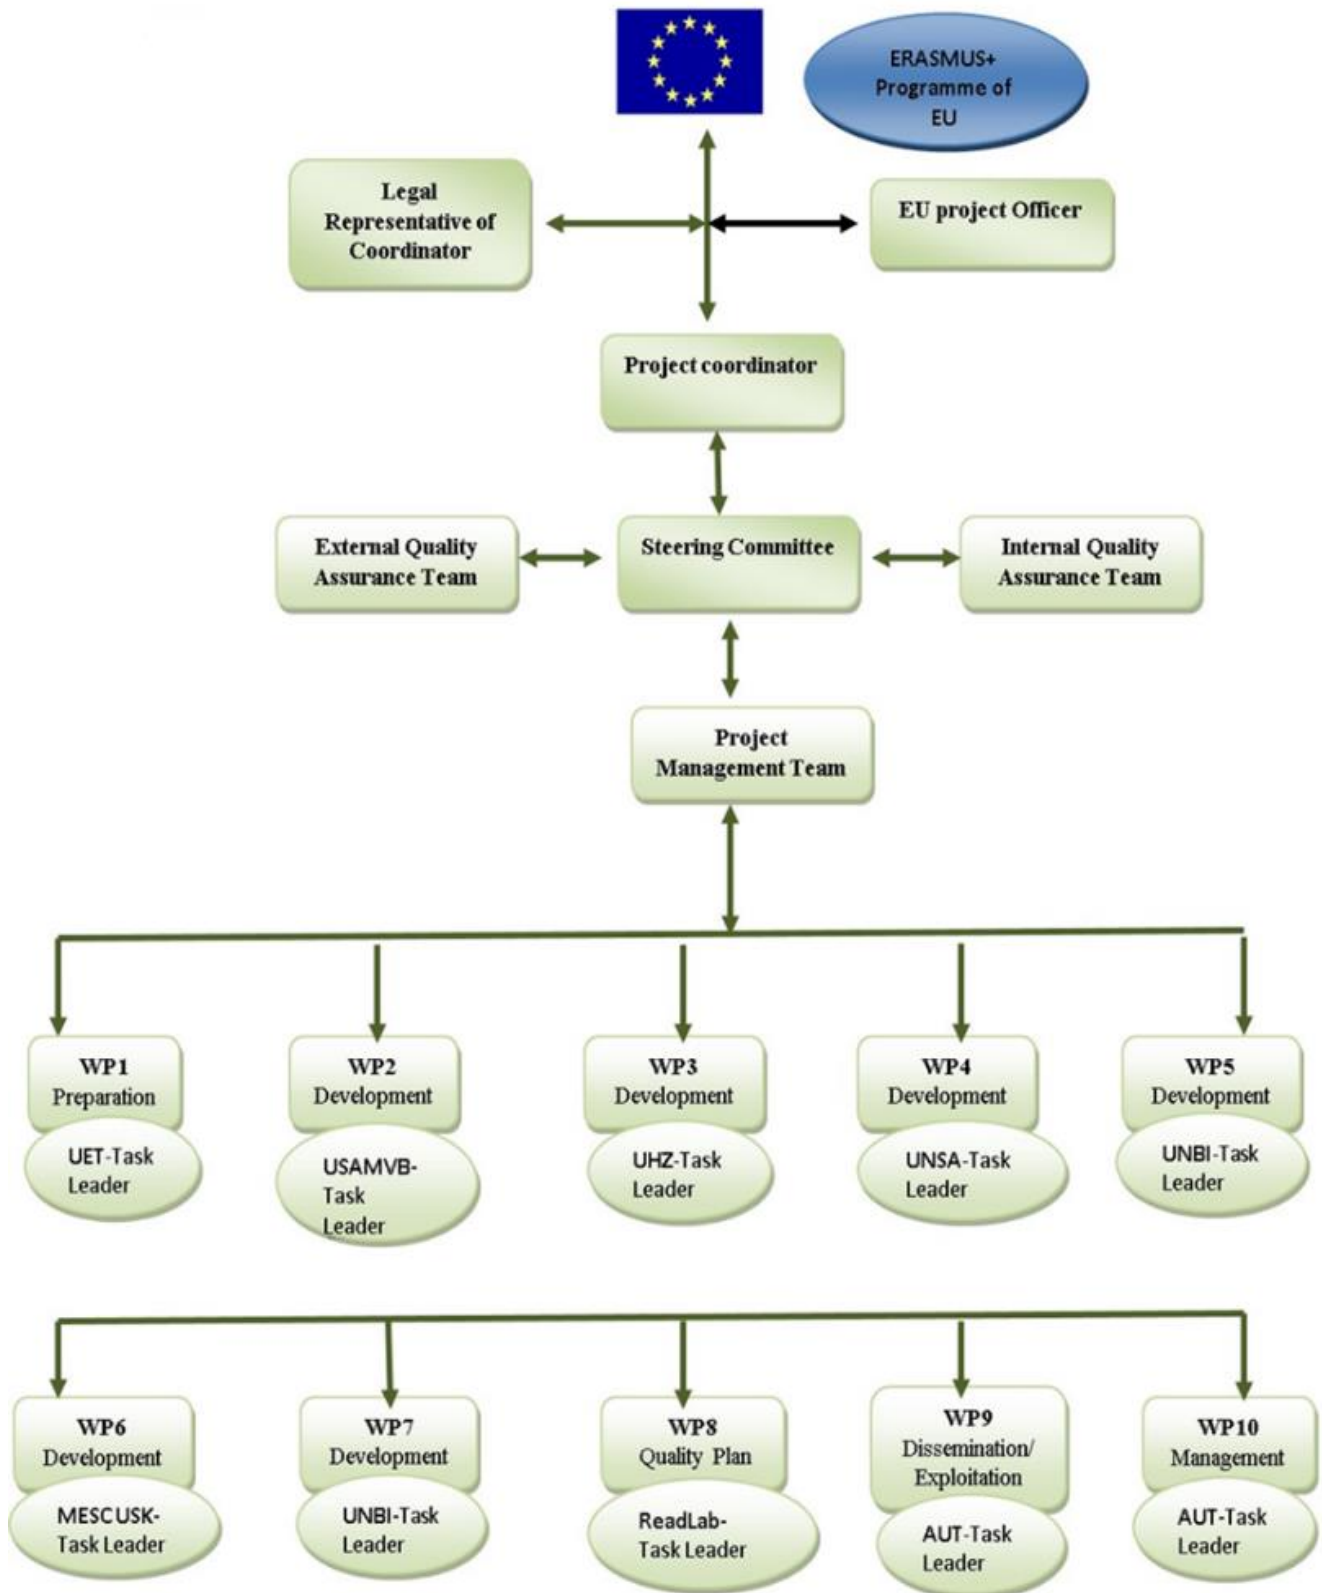 ERASMUS+
Programme of
EU
Legal
Representative of
Coordinator
EU project Officer
Project coordinator
External Quality
Assurance Team
Steering Committee
Internal Quality
Assurance Team
Project
Management Team
WP1
Preparation
UET-Task
Leader
WP2
Development
USAMVB-
Task
Leader
WP3
Development
UHZ-Task
Leader
WP4
Development
UNSA-Task
Leader
WP5
Development
UNBI-Task
Leader
WP6
Development
MESCUSK-
Task Leader
WP7
Development
UNBI-Task
Leader
WP8
Quality Plan
ReadLab-
Task Leader
WP9
Dissemination/
Exploitation
AUT-Task
Leader
WP10
Management
AUT-Task
Leader